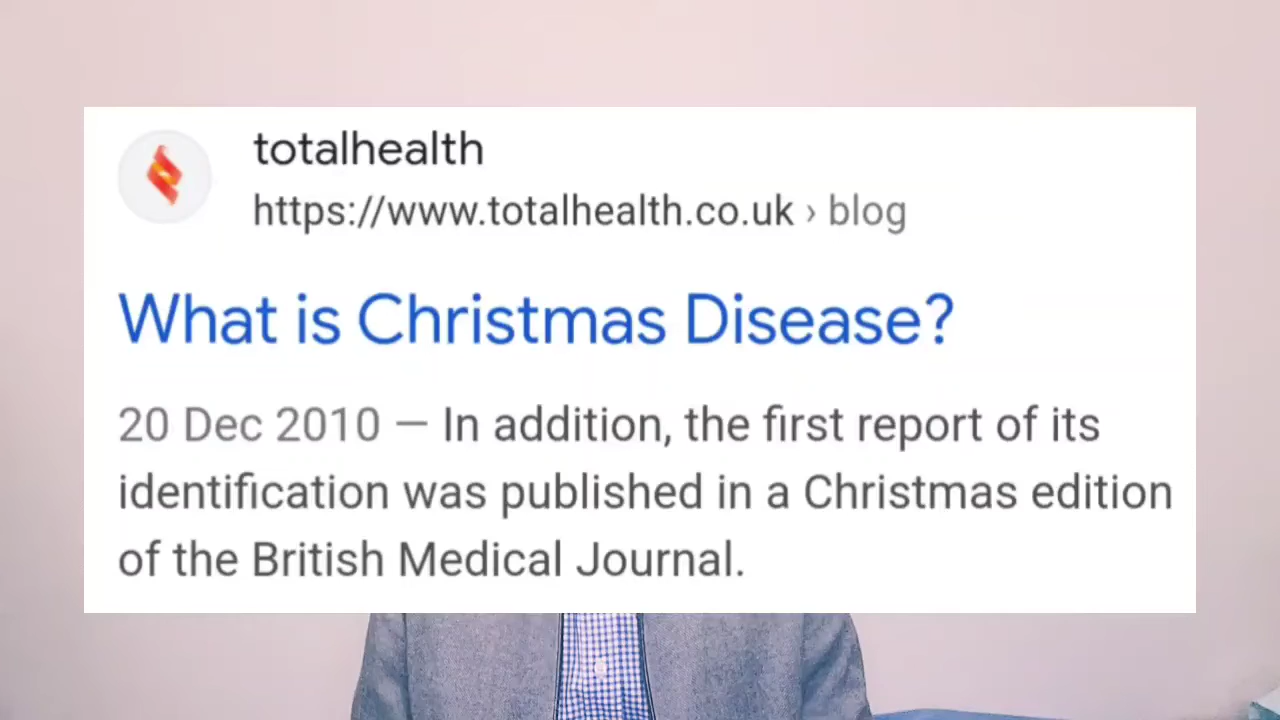 totalhealth
https://www.totalhealth.co.uk › blog
What is Christmas Disease?
20 Dec 2010 — In addition, the first report of its
identification was published in a Christmas edition
of the British Medical Journal.